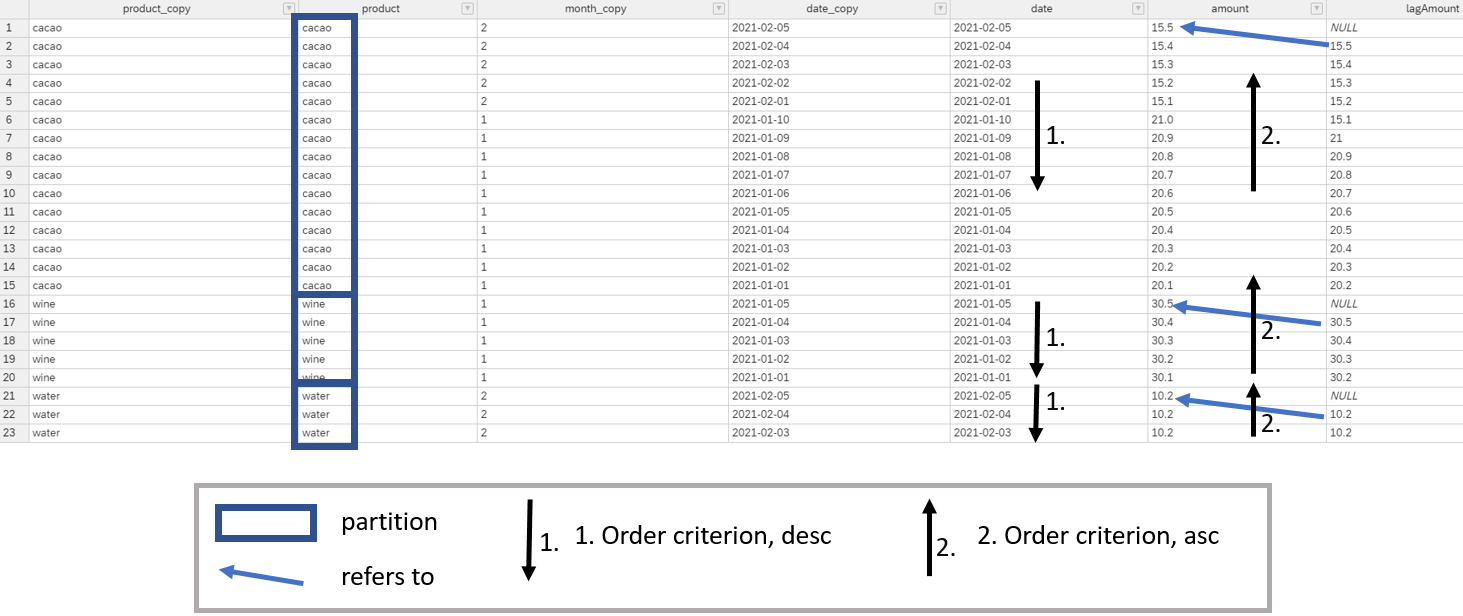 product_copy product month_copy date_copy date amount lagAmount
1 cacao cacao 2 2021-02-05 2021-02-05 15.5 NULL
2 cacao cacao 2 2021-02-04 2021-02-04 15.4 15.5
3 cacao cacao 2 2021-02-03 2021-02-03 15.3 15.4
4 cacao cacao 2 2021-02-02 2021-02-02 15.2 15.3
5 cacao cacao 2 2021-02-01 2021-02-01 15.1 15.2
6 cacao cacao 1 2021-01-10 2021-01-10 21.0 15.1
7 cacao cacao 1 2021-01-09 2021-01-09 1. 20.9 2. 21
8 cacao cacao 1 2021-01-08 2021-01-08 20.8 20.9
9 cacao cacao 1 2021-01-07 2021-01-07 20.7 20.8
10 cacao cacao 1 2021-01-06 2021-01-06 20.6 20.7
11 cacao cacao 1 2021-01-05 2021-01-05 20.5 20.6
12 cacao cacao 1 2021-01-04 2021-01-04 20.4 20.5
13 cacao cacao 1 2021-01-03 2021-01-03 20.3 20.4
14 cacao cacao 1 2021-01-02 2021-01-02 20.2 20.3
15 cacao cacao 1 2021-01-01 2021-01-01 20.1 20.2
16 wine wine 1 2021-01-05 2021-01-05 30.5 NULL
17 wine wine 1 2021-01-04 2021-01-04 30.4 2. 30.5
18 wine wine 1 2021-01-03 2021-01-03 1. 30.3 30.4
19 wine wine 1 2021-01-02 2021-01-02 30.2 30.3
20 wine wine 1 2021-01-01 2021-01-01 30.1 30.2
21 water water 2 2021-02-05 2021-02-05 1. 10.2 NULL
22 water water 2 2021-02-04 2021-02-04 10.2 2. 10.2
23 water water 2 2021-02-03 2021-02-03 10.2 10.2
partition
1. 1. Order criterion, desc
2. 2. Order criterion, asc
refers to